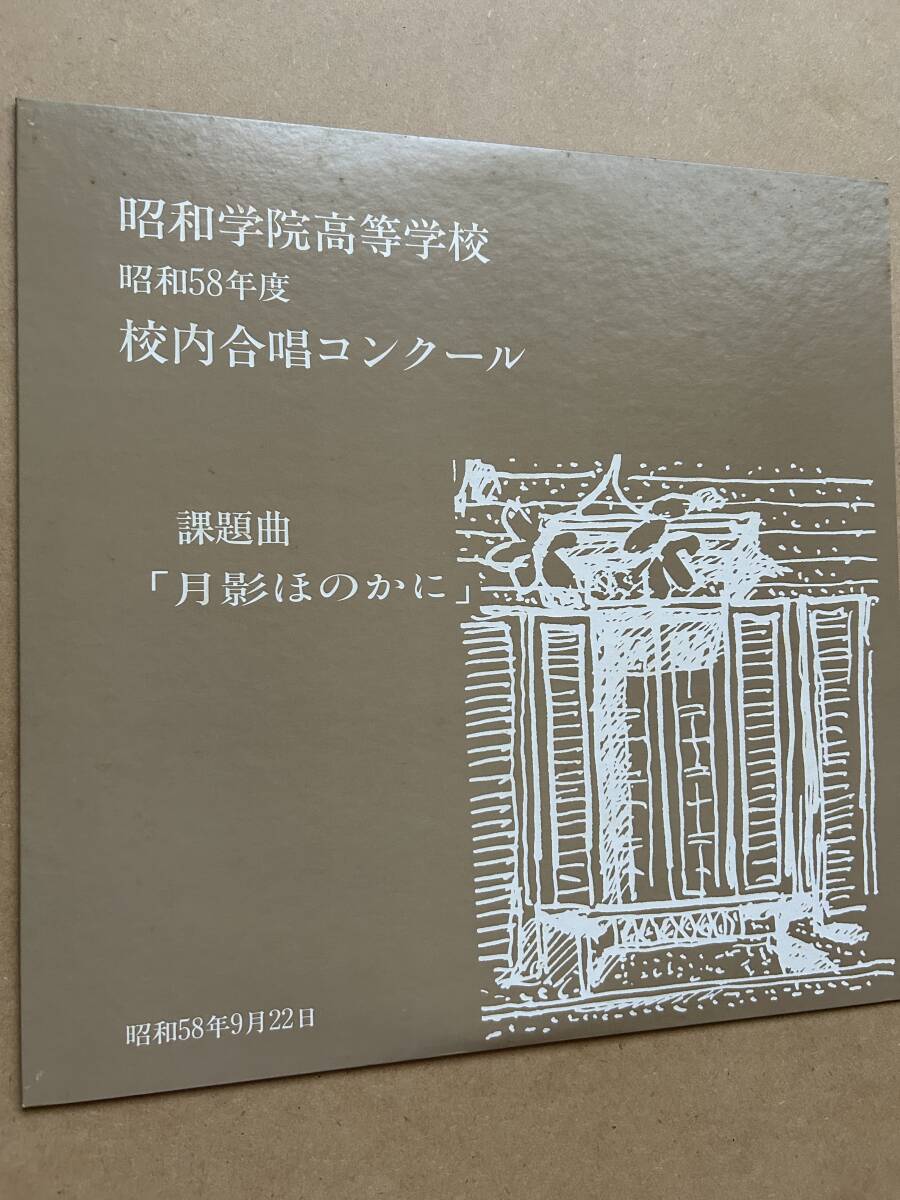 昭和学院高等学校
昭和58年度
校内合唱コンクール
課題曲
「月影ほのかに」
昭和58年9月22日